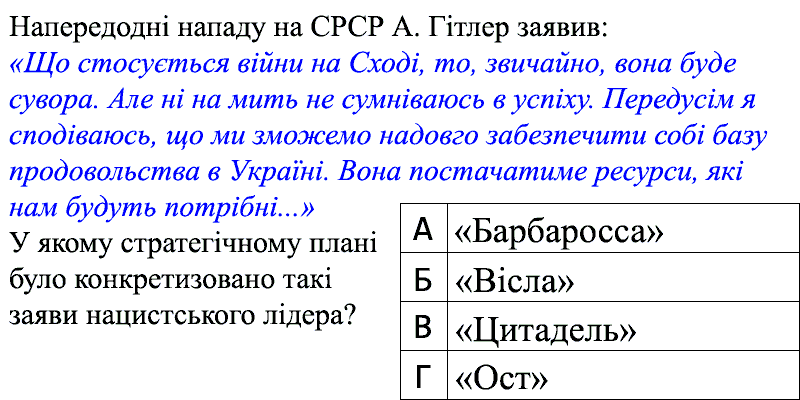 Напередодні нападу на СРСР А. Гітлер заявив:
«Що стосується війни на Сході, то, звичайно, вона буде
сувора. Але ні на мить не сумніваюсь в успіху. Передусім я
сподіваюсь, що ми зможемо надовго забезпечити собі базу
продовольства в Україні. Вона постачатиме ресурси, які
нам будуть потрібні...»
У якому стратегічному плані
було конкретизовано такі
заяви нацистського лідера?
А «Барбаросса»
Б «Вісла»
В «Цитадель»
Г «Ост»